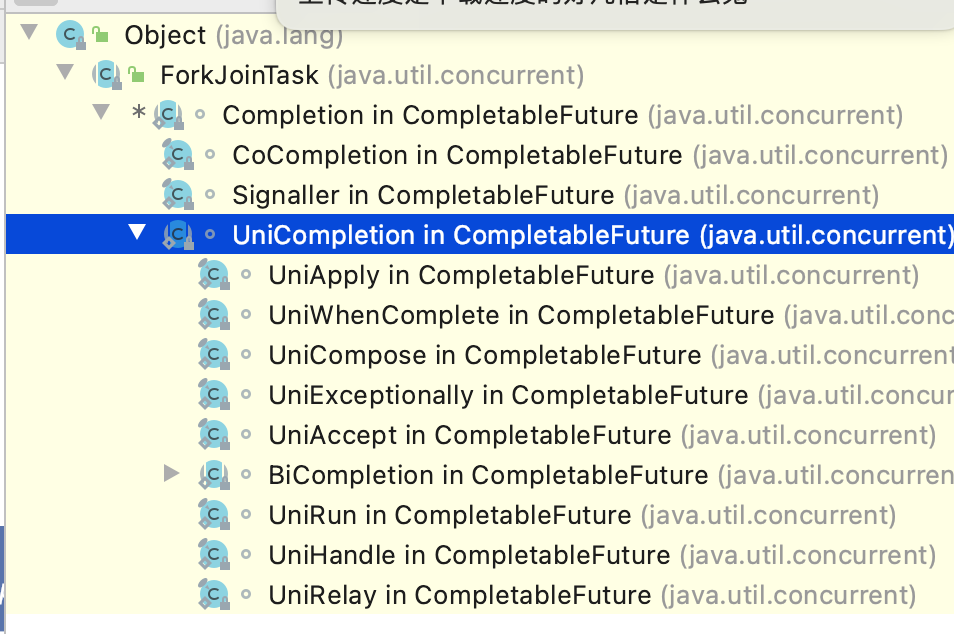 Object (java.lang)
ForkJoinTask (java.util.concurrent)
* Completion in CompletableFuture (java.util.concurrent)
CoCompletion in CompletableFuture (java.util.concurrent)
Signaller in CompletableFuture (java.util.concurrent)
UniCompletion in CompletableFuture (java.util.concurrent)
UniApply in CompletableFuture (java.util.concurrent)
UniWhenComplete in CompletableFuture (java.util.conc
UniCompose in CompletableFuture (java.util.concurrent
UniExceptionally in CompletableFuture (java.util.concur
UniAccept in CompletableFuture (java.util.concurrent)
BiCompletion in CompletableFuture (java.util.concurren
UniRun in CompletableFuture (java.util.concurrent)
UniHandle in CompletableFuture (java.util.concurrent)
UniRelay in CompletableFuture (java.util.concurrent)